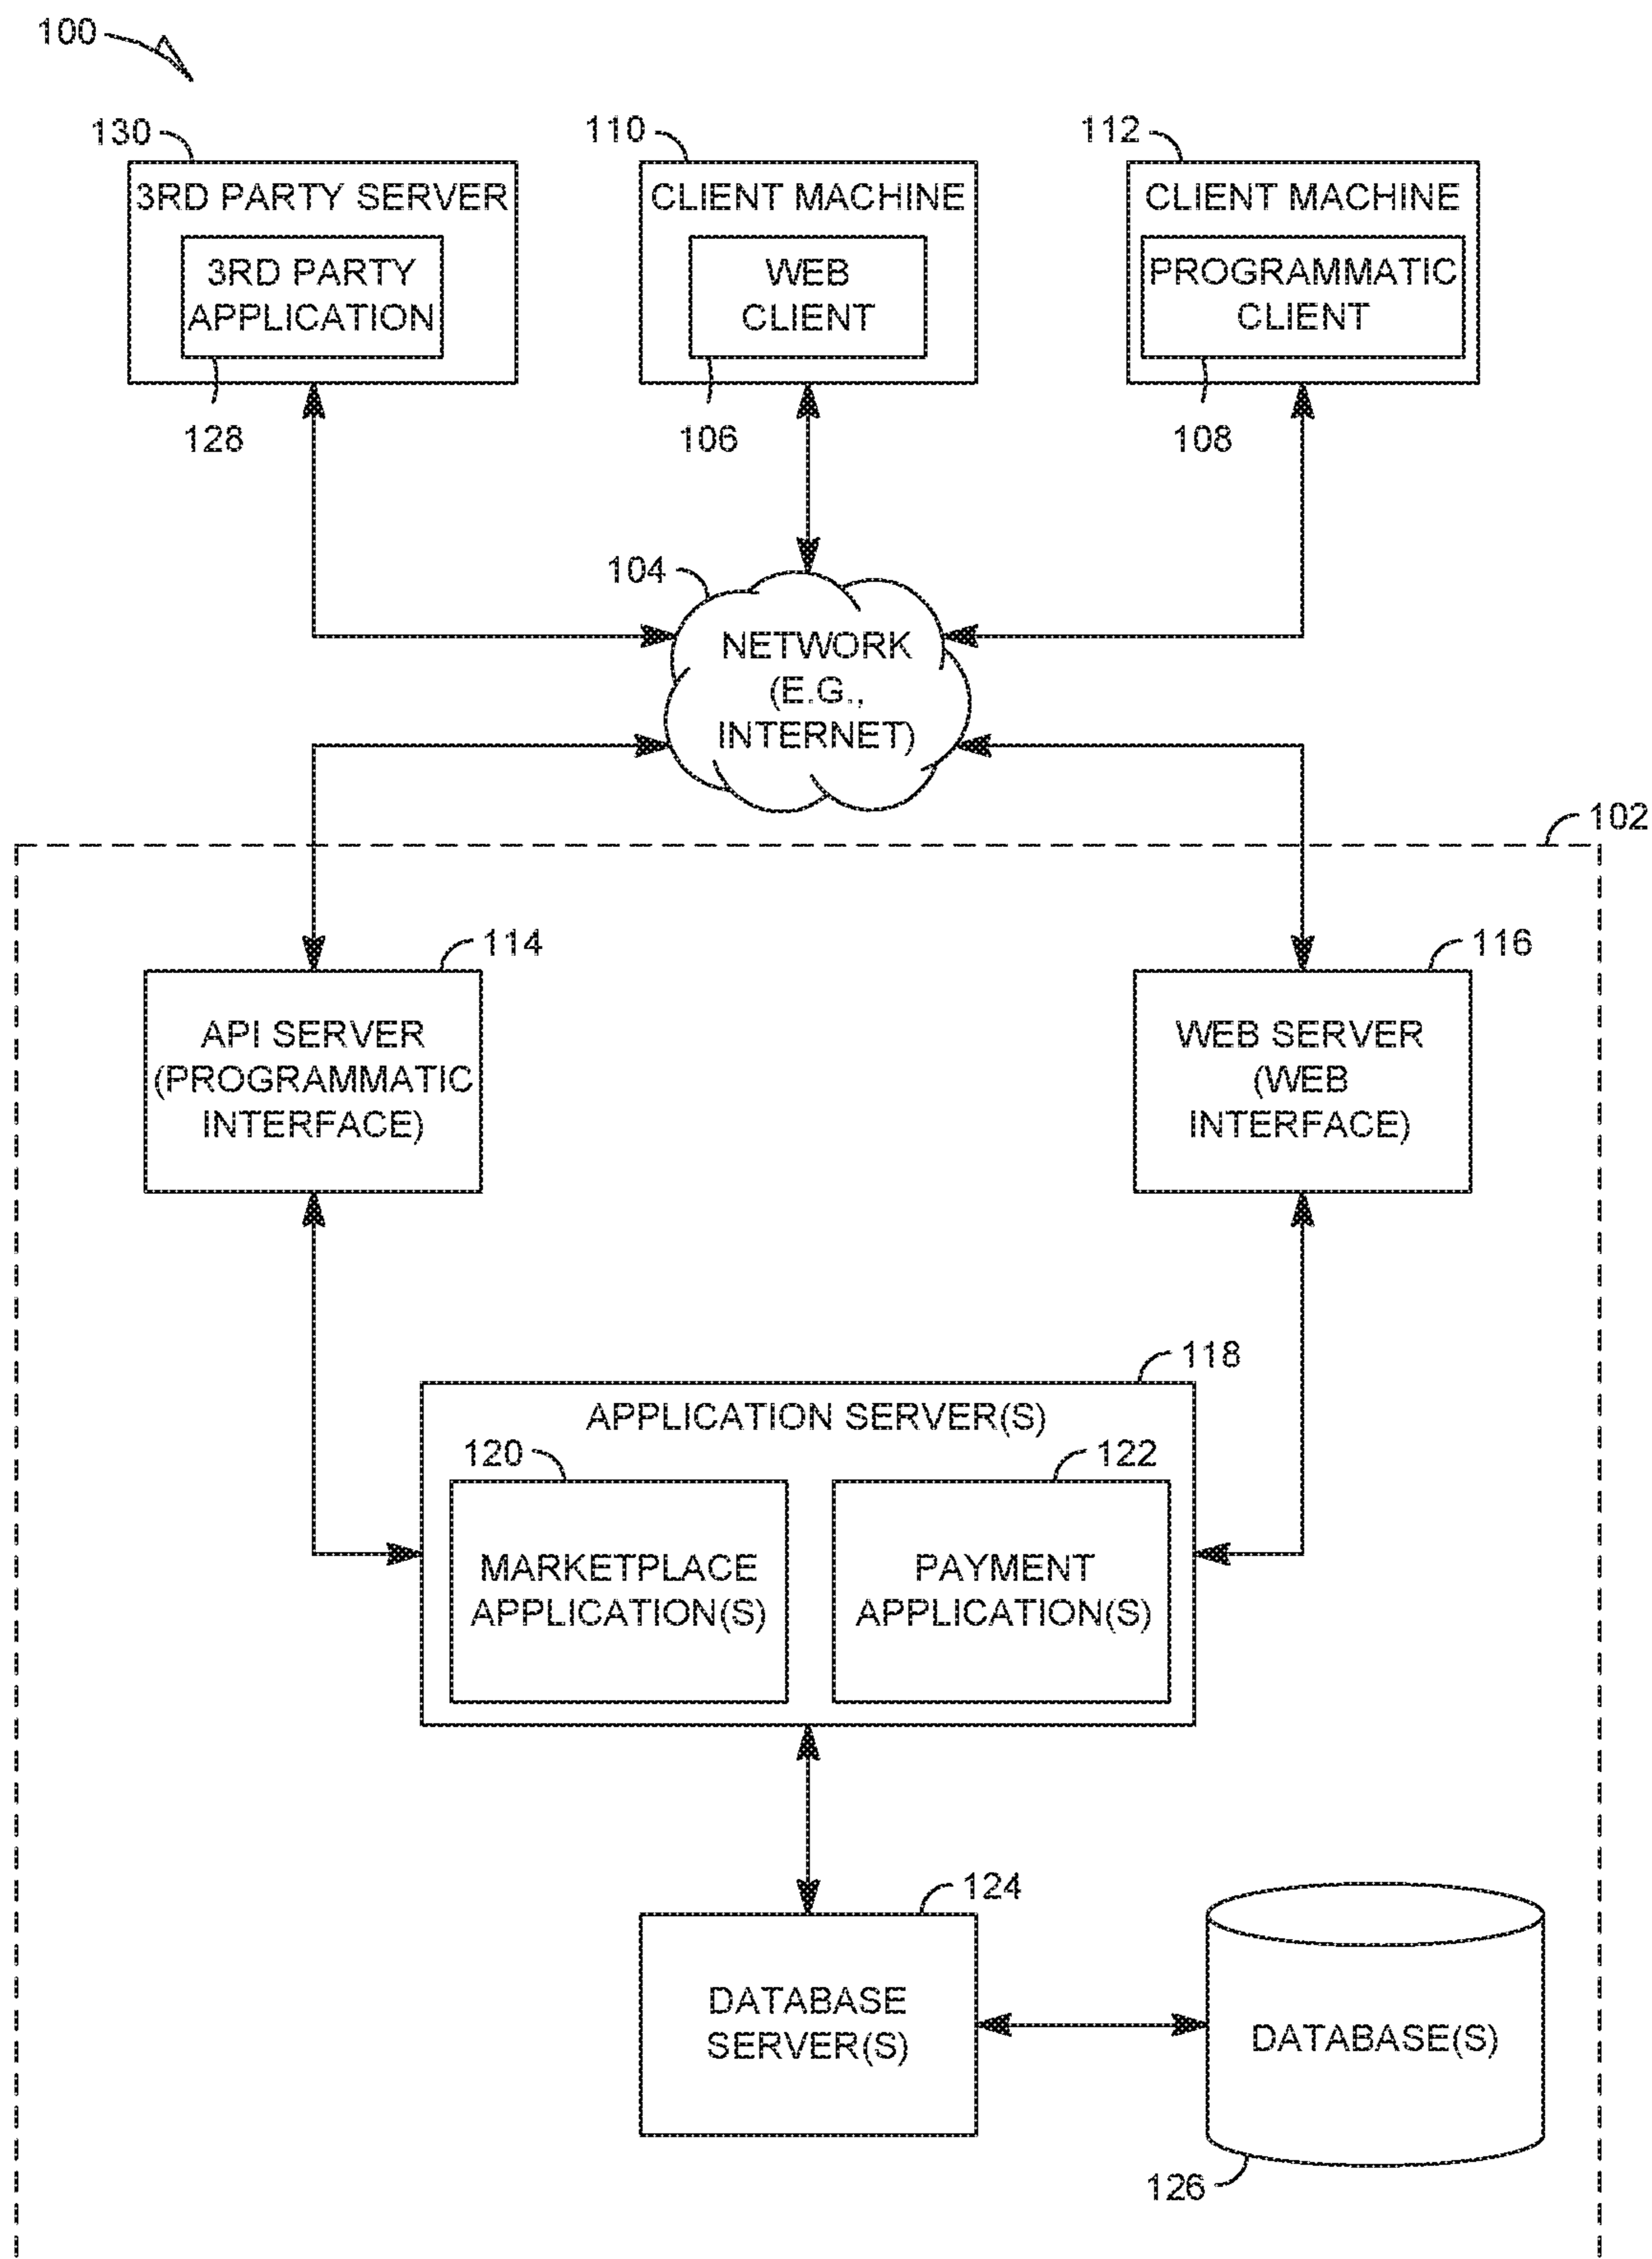 100
130
110
112
3RD PARTY SERVER
CLIENT MACHINE
CLIENT MACHINE
3RD PARTY
APPLICATION
WEB
CLIENT
PROGRAMMATIC
CLIENT
128
106
108
104
NETWORK
(E.G.,
INTERNET)
102
114
116
API SERVER
(PROGRAMMATIC
INTERFACE)
WEB SERVER
(WEB
INTERFACE)
118
APPLICATION SERVER(S)
120
122
MARKETPLACE
APPLICATION(S)
PAYMENT
APPLICATION(S)
124
DATABASE
SERVER(S)
DATABASE(S)
126